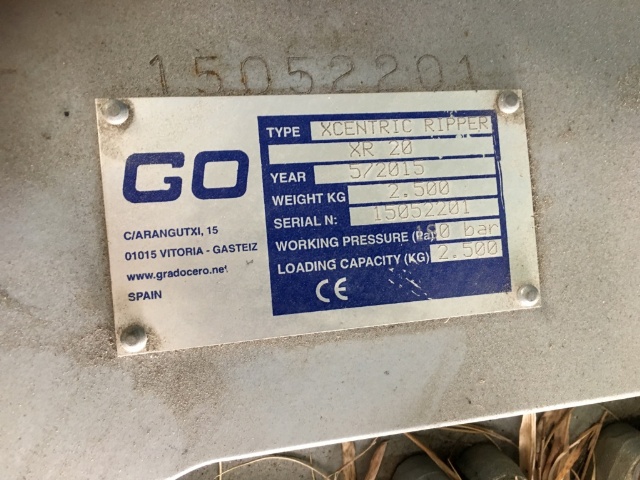 15052201
GO
C/ARANGUTXI, 15
01015 VITORIA - GASTEIZ
www.gradocero.net
SPAIN
TYPE XCENTRIC RIPPER
XR 20
YEAR 5/2015
WEIGHT KG 2.500
SERIAL N: 15052201
WORKING PRESSURE (Pa) bar
LOADING CAPACITY (KG) 2.500
CE